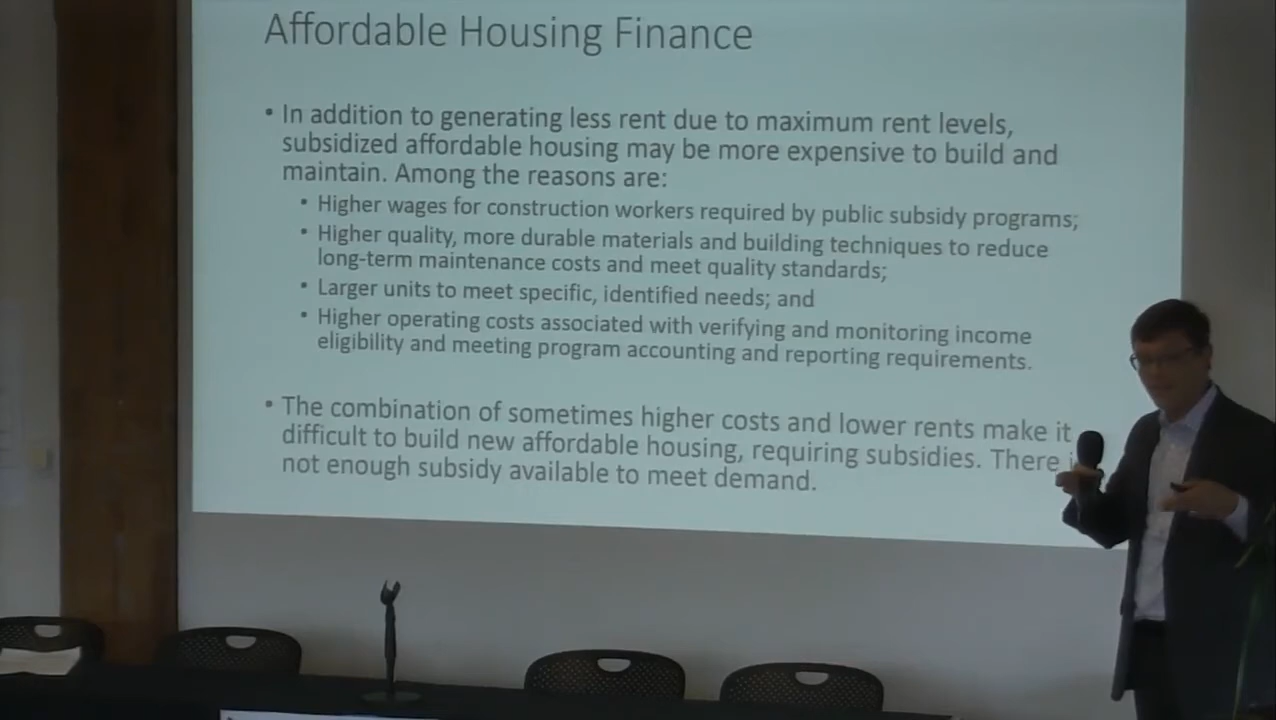 Affordable Housing Finance
• In addition to generating less rent due to maximum rent levels,
subsidized affordable housing may be more expensive to build and
maintain. Among the reasons are:
• Higher wages for construction workers required by public subsidy programs;
• Higher quality, more durable materials and building techniques to reduce
long-term maintenance costs and meet quality standards;
• Larger units to meet specific, identified needs; and
• Higher operating costs associated with verifying and monitoring income
eligibility and meeting program accounting and reporting requirements.
• The combination of sometimes higher costs and lower rents make it
difficult to build new affordable housing, requiring subsidies. There
not enough subsidy available to meet demand.